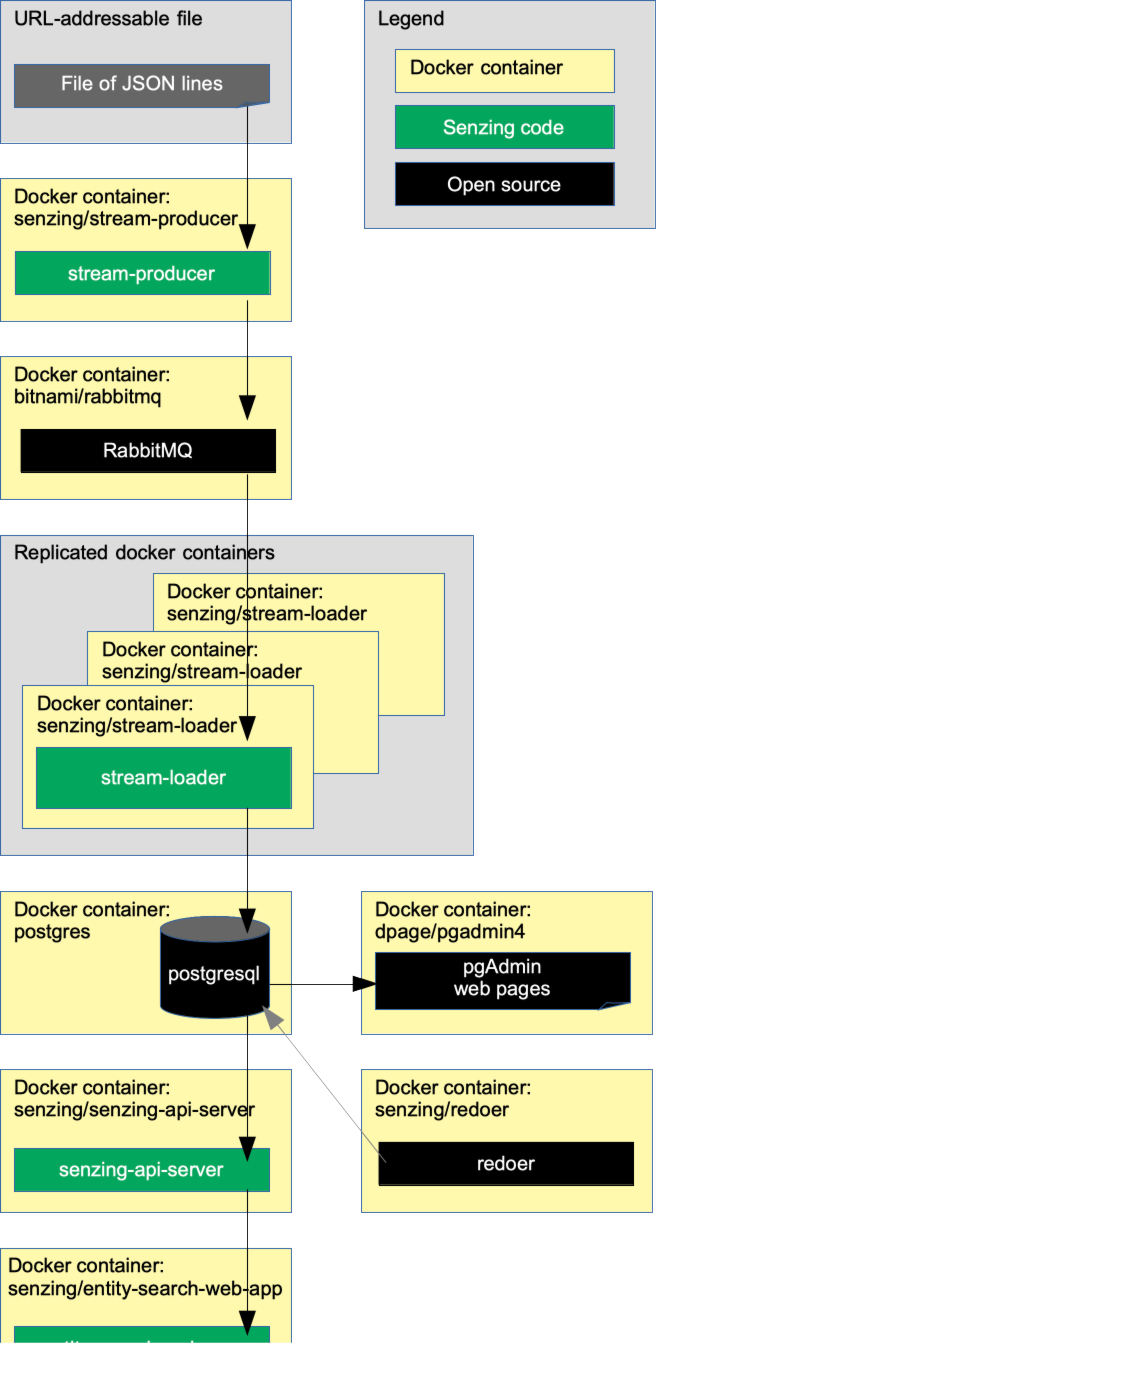 URL-addressable file
File of JSON lines
Legend
Docker container
Senzing code
Open source
Docker container:
senzing/stream-producer
stream-producer
Docker container:
bitnami/rabbitmq
RabbitMQ
Replicated docker containers
Docker container:
senzing/stream-loader
Docker container:
senzing/stream-loader
Docker container:
senzing/stream-loader
stream-loader
Docker container:
postgres
postgresql
Docker container:
dpage/pgadmin4
pgAdmin
web pages
Docker container:
senzing/senzing-api-server
senzing-api-server
Docker container:
senzing/redoer
redoer
Docker container:
senzing/entity-search-web-app